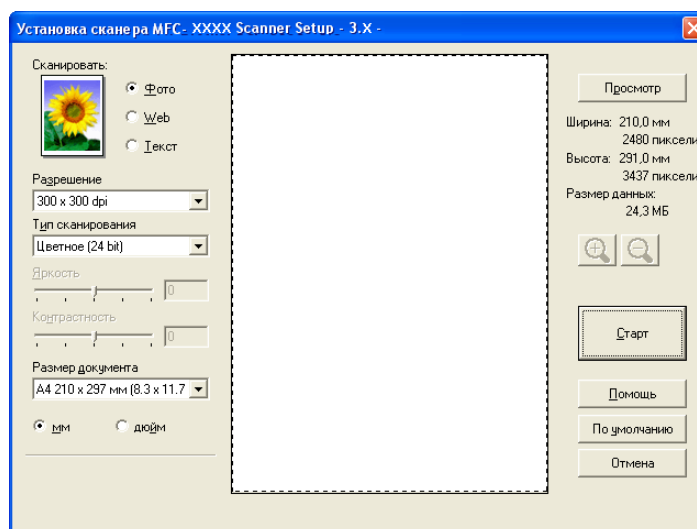 Установка сканера MFC- XXXX Scanner Setup - 3.X -
Сканировать:
Фото
Web
Текст
Разрешение
300 x 300 dpi
Тип сканирования
Цветное (24 bit)
Яркость
0
Контрастность
0
Размер документа
A4 210 x 297 мм (8.3 x 11.7
мм
дюйм
Просмотр
Ширина: 210,0 мм
2480 пиксели
Высота: 291,0 мм
3437 пиксели
Размер данных:
24,3 МБ
Старт
Помощь
По умолчанию
Отмена